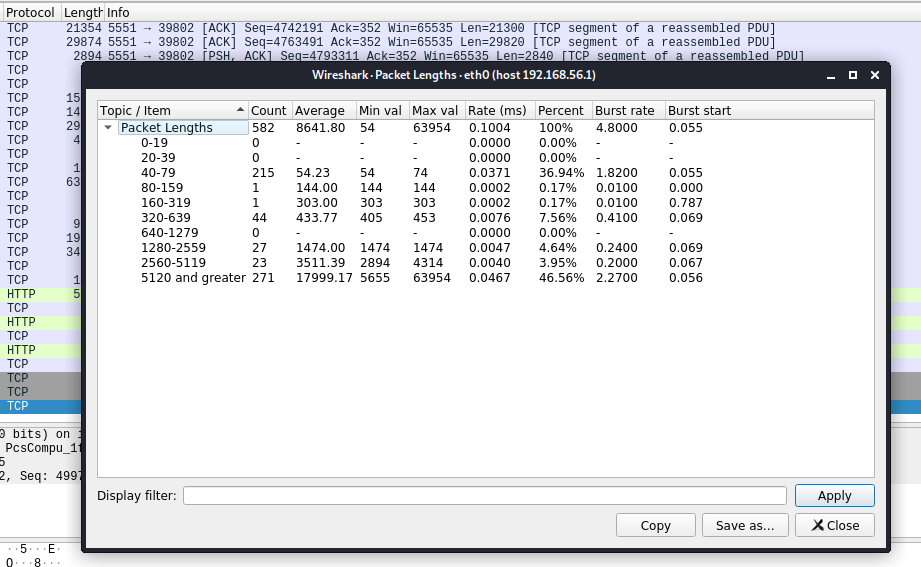 Protocol Length Info
TCP 21354 5551 → 39802 [ACK] Seq=4742191 Ack=352 Win=65535 Len=21300 [TCP segment of a reassembled PDU]
TCP 29874 5551 → 39802 [ACK] Seq=4763491 Ack=352 Win=65535 Len=29820 [TCP segment of a reassembled PDU]
TCP 2894 5551 → 39802 [PSH, ACK] Seq=4793311 Ack=352 Win=65535 Len=2840 [TCP segment of a reassembled PDU]
TCP
Wireshark · Packet Lengths · eth0 (host 192.168.56.1)
TCP
TCP 15
TCP 14
Topic / Item Count Average Min val Max val Rate (ms) Percent Burst rate Burst start
TCP 29
Packet Lengths 582 8641.80 54 63954 0.1004 100% 4.8000 0.055
TCP 4
0-19 0 - - - 0.0000 0.00% - -
TCP
20-39 0 - - - 0.0000 0.00% - -
TCP 1
40-79 215 54.23 54 74 0.0371 36.94% 1.8200 0.055
TCP 63
80-159 1 144.00 144 144 0.0002 0.17% 0.0100 0.000
TCP
160-319 1 303.00 303 303 0.0002 0.17% 0.0100 0.787
TCP
320-639 44 433.77 405 453 0.0076 7.56% 0.4100 0.069
TCP 9
640-1279 0 - - - 0.0000 0.00% - -
TCP 19
1280-2559 27 1474.00 1474 1474 0.0047 4.64% 0.2400 0.069
TCP 34
2560-5119 23 3511.39 2894 4314 0.0040 3.95% 0.2000 0.067
TCP
5120 and greater 271 17999.17 5655 63954 0.0467 46.56% 2.2700 0.056
TCP 1
HTTP 5
TCP
HTTP
TCP
HTTP
TCP
TCP
TCP
TCP
0 bits) on i
PcsCompu_1f
5
2, Seq: 4997
Display filter: Apply
Copy Save as... Close
··5···E·
0···8···